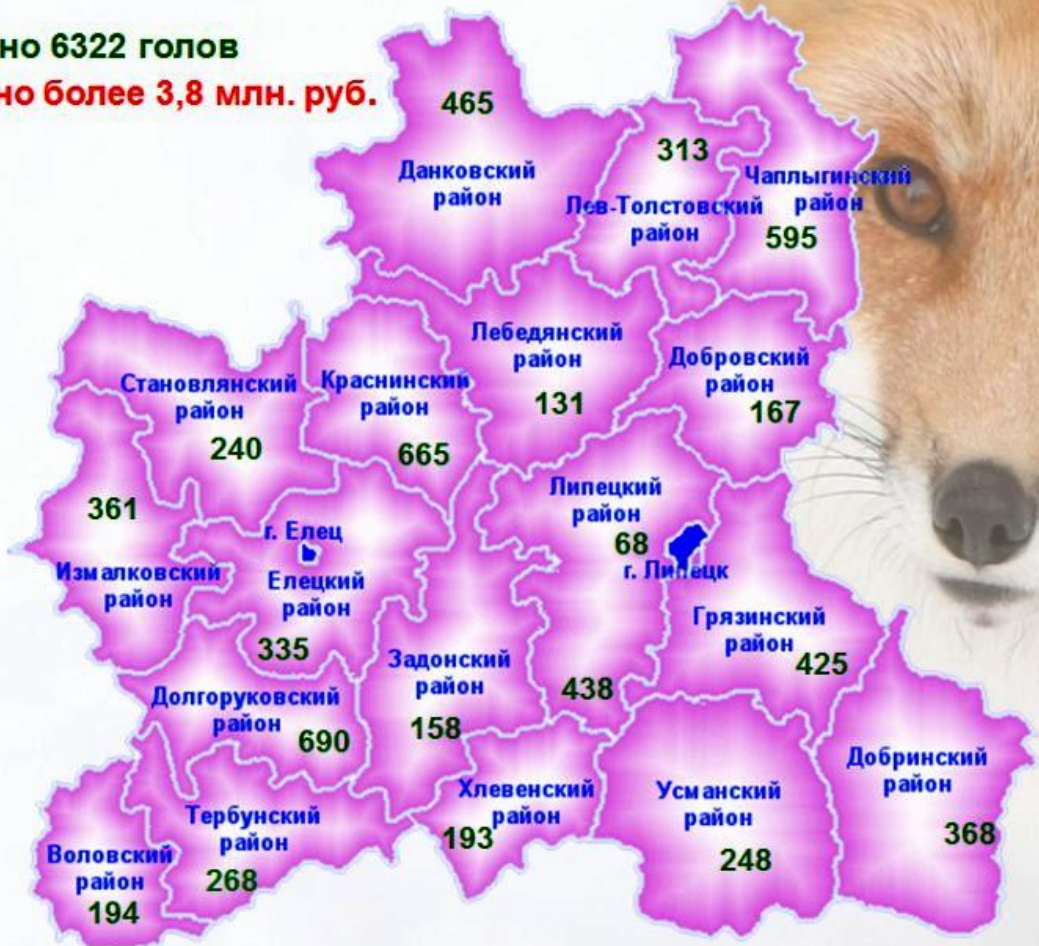 но 6322 голов
но более 3,8 млн. руб.
465
Данковский
район
313
Лев-Толстовский
район
Чаплыгинский
район
595
Лебедянский
район
131
Добровский
район
167
Становлянский
район
240
Краснинский
район
665
361
Измалковский
район
г. Елец
Елецкий
район
335
Липецкий
район
68
г. Липецк
438
Грязинский
район
425
Задонский
район
158
Долгоруковский
район
690
Хлевенский
район
193
Усманский
район
248
Добринский
район
368
Тербунский
район
268
Воловский
район
194